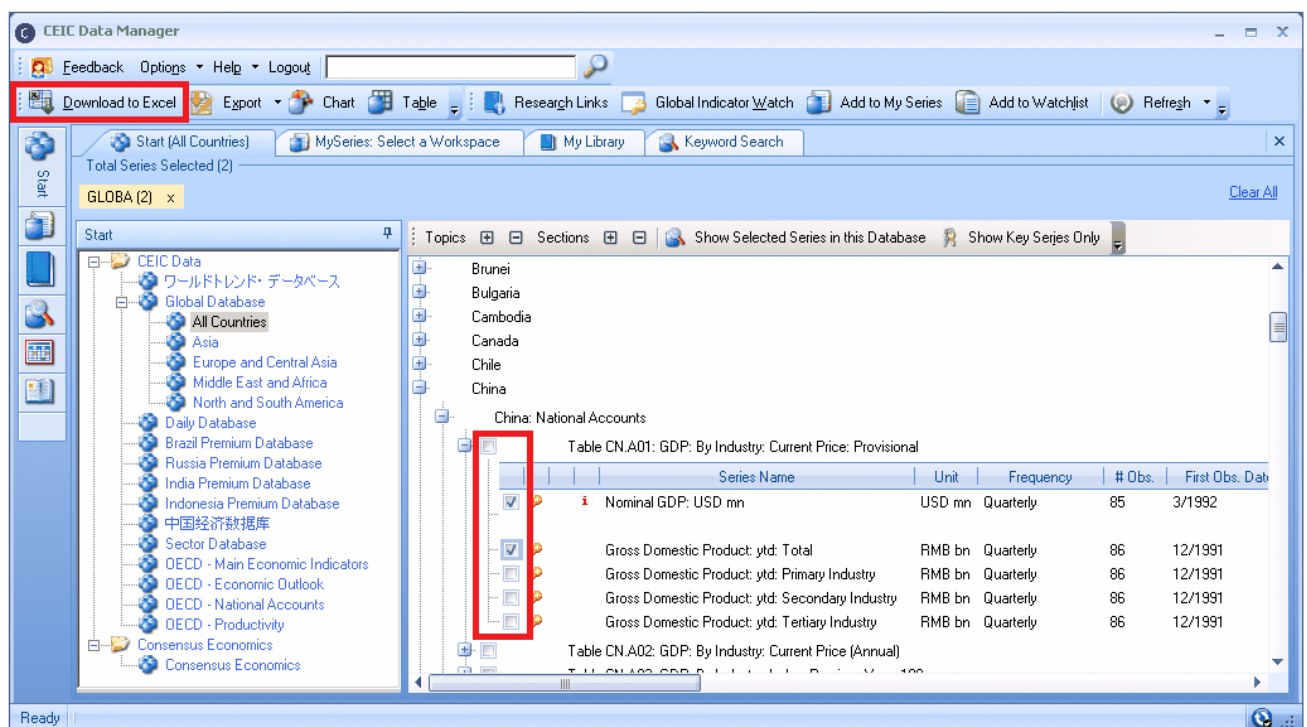 CEIC Data Manager
Feedback Options Help Logout
Download to Excel Export Chart Table Research Links Global Indicator Watch Add to My Series Add to Watchlist Refresh
Start (All Countries) MySeries: Select a Workspace My Library Keyword Search
Total Series Selected (2)
GLOBA (2) x Clear All
Start
Start
Topics Sections Show Selected Series in this Database Show Key Series Only
CEIC Data
ワールドトレンド・データベース
Global Database
All Countries
Asia
Europe and Central Asia
Middle East and Africa
North and South America
Daily Database
Brazil Premium Database
Russia Premium Database
India Premium Database
Indonesia Premium Database
中国经济数据库
Sector Database
OECD - Main Economic Indicators
OECD - Economic Outlook
OECD - National Accounts
OECD - Productivity
Consensus Economics
Consensus Economics
Brunei
Bulgaria
Cambodia
Canada
Chile
China
China: National Accounts
Table CN.A01: GDP: By Industry: Current Price: Provisional
Series Name Unit Frequency # Obs. First Obs. Dat
Nominal GDP: USD mn USD mn Quarterly 85 3/1992
Gross Domestic Product: ytd: Total RMB bn Quarterly 86 12/1991
Gross Domestic Product: ytd: Primary Industry RMB bn Quarterly 86 12/1991
Gross Domestic Product: ytd: Secondary Industry RMB bn Quarterly 86 12/1991
Gross Domestic Product: ytd: Tertiary Industry RMB bn Quarterly 86 12/1991
Table CN.A02: GDP: By Industry: Current Price (Annual)
Ready